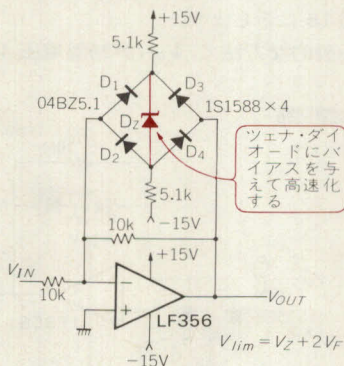 +15V
5.1k
D1
D3
04BZ5.1
DZ
1S1588×4
D2
D4
ツェナ・ダイ
オードにバ
イアスを与
えて高速化
する
5.1k
-15V
10k
+15V
VIN
10k
-
+
LF356
VOUT
-15V
Vlim=VZ+2VF